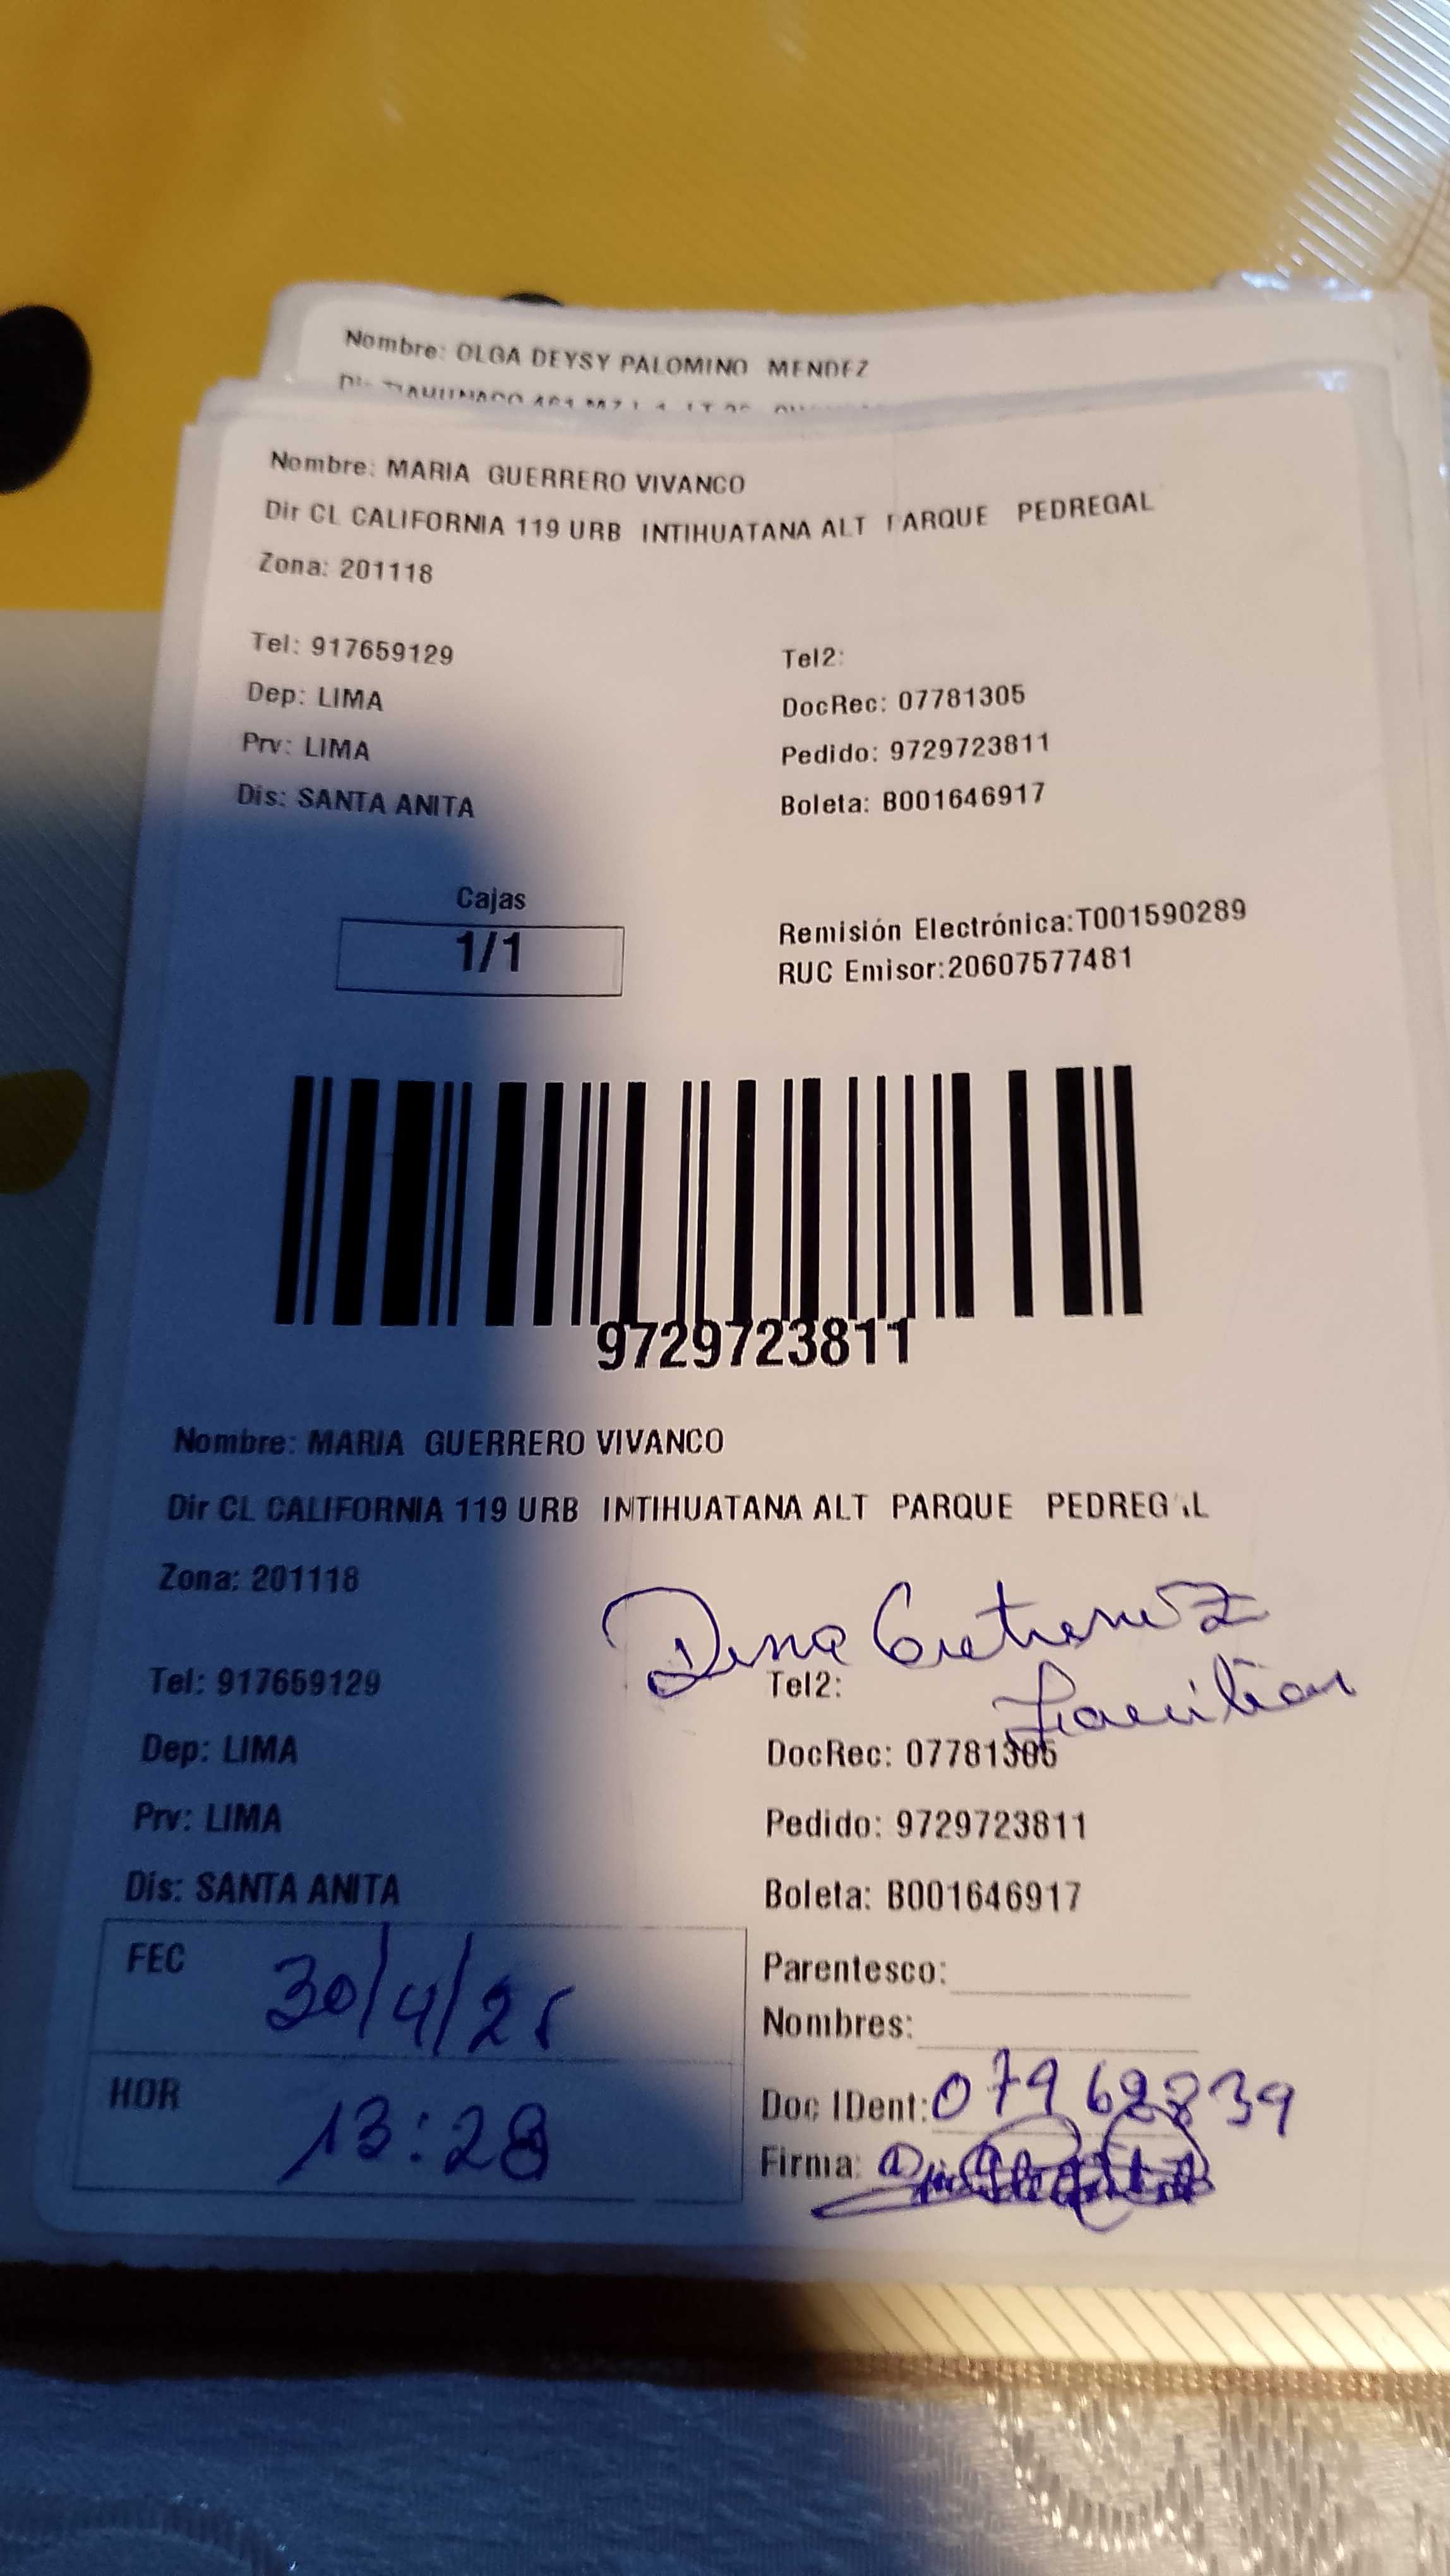 Nombre: OLGA DEYSY PALOMINO MENDEZ
Nombre: MARIA GUERRERO VIVANCO
Dir CL CALIFORNIA 119 URB INTIHUATANA ALT PARQUE PEDREGAL
Zona: 201118
Tel: 917659129 Tel2:
Dep: LIMA DocRec: 07781305
Prv: LIMA Pedido: 9729723811
Dis: SANTA ANITA Boleta: B001646917
Cajas
1/1
Remisión Electrónica:T001590289
RUC Emisor:20607577481
9729723811
Nombre: MARIA GUERRERO VIVANCO
Dir CL CALIFORNIA 119 URB INTIHUATANA ALT PARQUE PEDREGAL
Zona: 201118
Tel: 917659129 Tel2:
Dep: LIMA DocRec: 07781305
Prv: LIMA Pedido: 9729723811
Dis: SANTA ANITA Boleta: B001646917
FEC 30/4/25
HOR 13:28
Parentesco:
Nombres:
Doc IDent:
Firma: